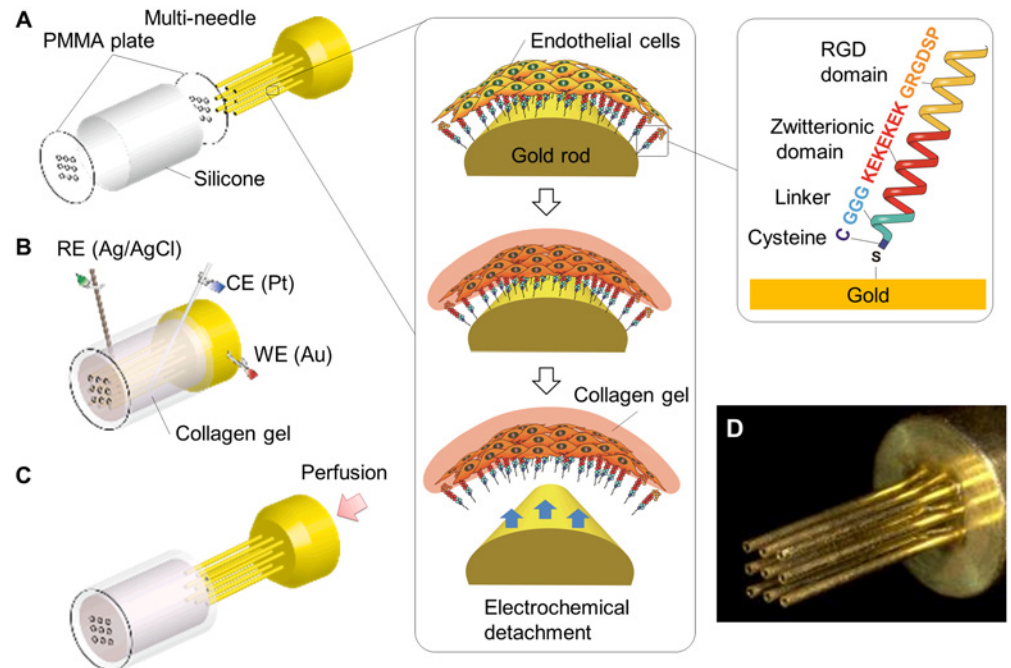 A
Multi-needle
PMMA plate
Silicone
B
RE (Ag/AgCl)
CE (Pt)
WE (Au)
Collagen gel
C
Perfusion
Endothelial cells
Gold rod
Collagen gel
Electrochemical
detachment
RGD
domain
Zwitterionic
domain
Linker
Cysteine
C GGG KEKEKEK GRGDSP
S
Gold
D